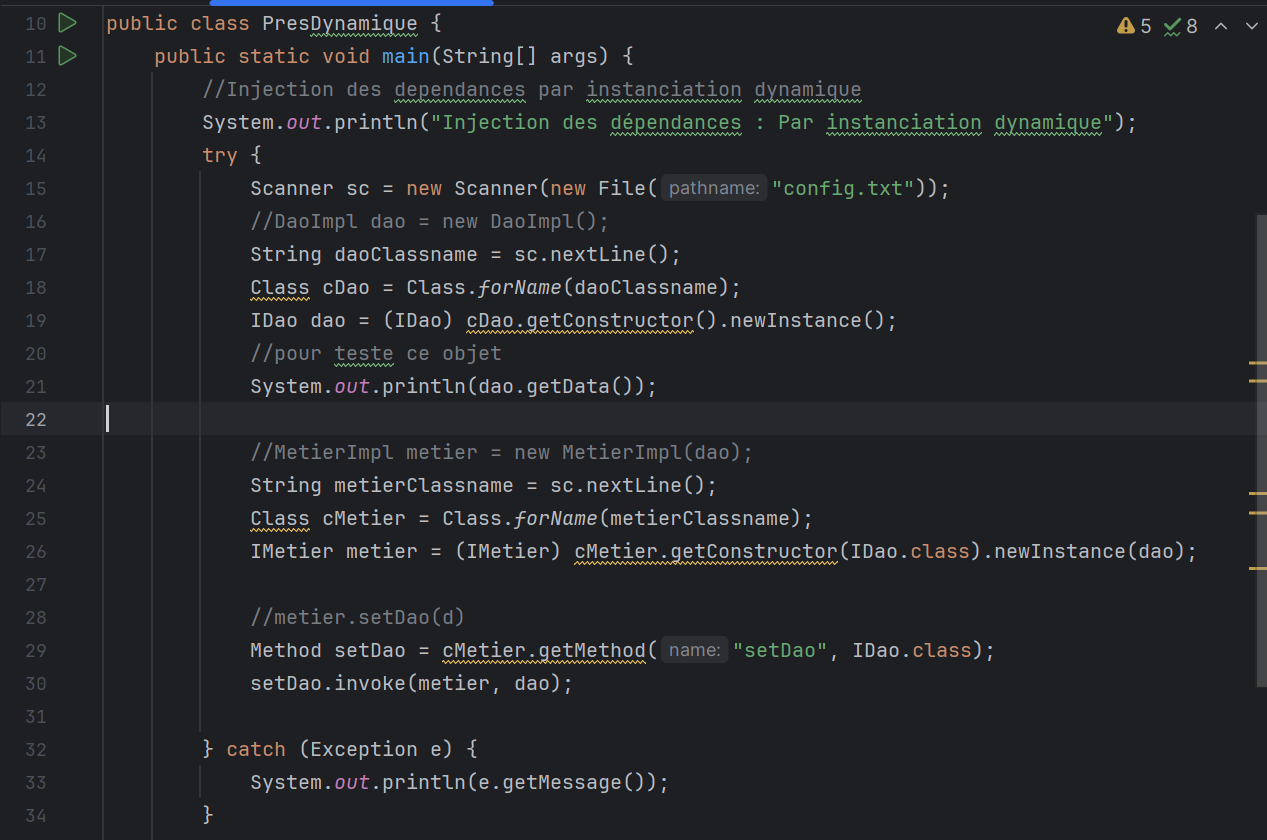 5 8
10 public class PresDynamique {
11 public static void main(String[] args) {
12 //Injection des dependances par instanciation dynamique
13 System.out.println("Injection des dépendances : Par instanciation dynamique");
14 try {
15 Scanner sc = new Scanner(new File( pathname: "config.txt"));
16 //DaoImpl dao = new DaoImpl();
17 String daoClassname = sc.nextLine();
18 Class cDao = Class.forName(daoClassname);
19 IDao dao = (IDao) cDao.getConstructor().newInstance();
20 //pour teste ce objet
21 System.out.println(dao.getData());
22
23 //MetierImpl metier = new MetierImpl(dao);
24 String metierClassname = sc.nextLine();
25 Class cMetier = Class.forName(metierClassname);
26 IMetier metier = (IMetier) cMetier.getConstructor(IDao.class).newInstance(dao);
27
28 //metier.setDao(d)
29 Method setDao = cMetier.getMethod( name: "setDao", IDao.class);
30 setDao.invoke(metier, dao);
31
32 } catch (Exception e) {
33 System.out.println(e.getMessage());
34 }